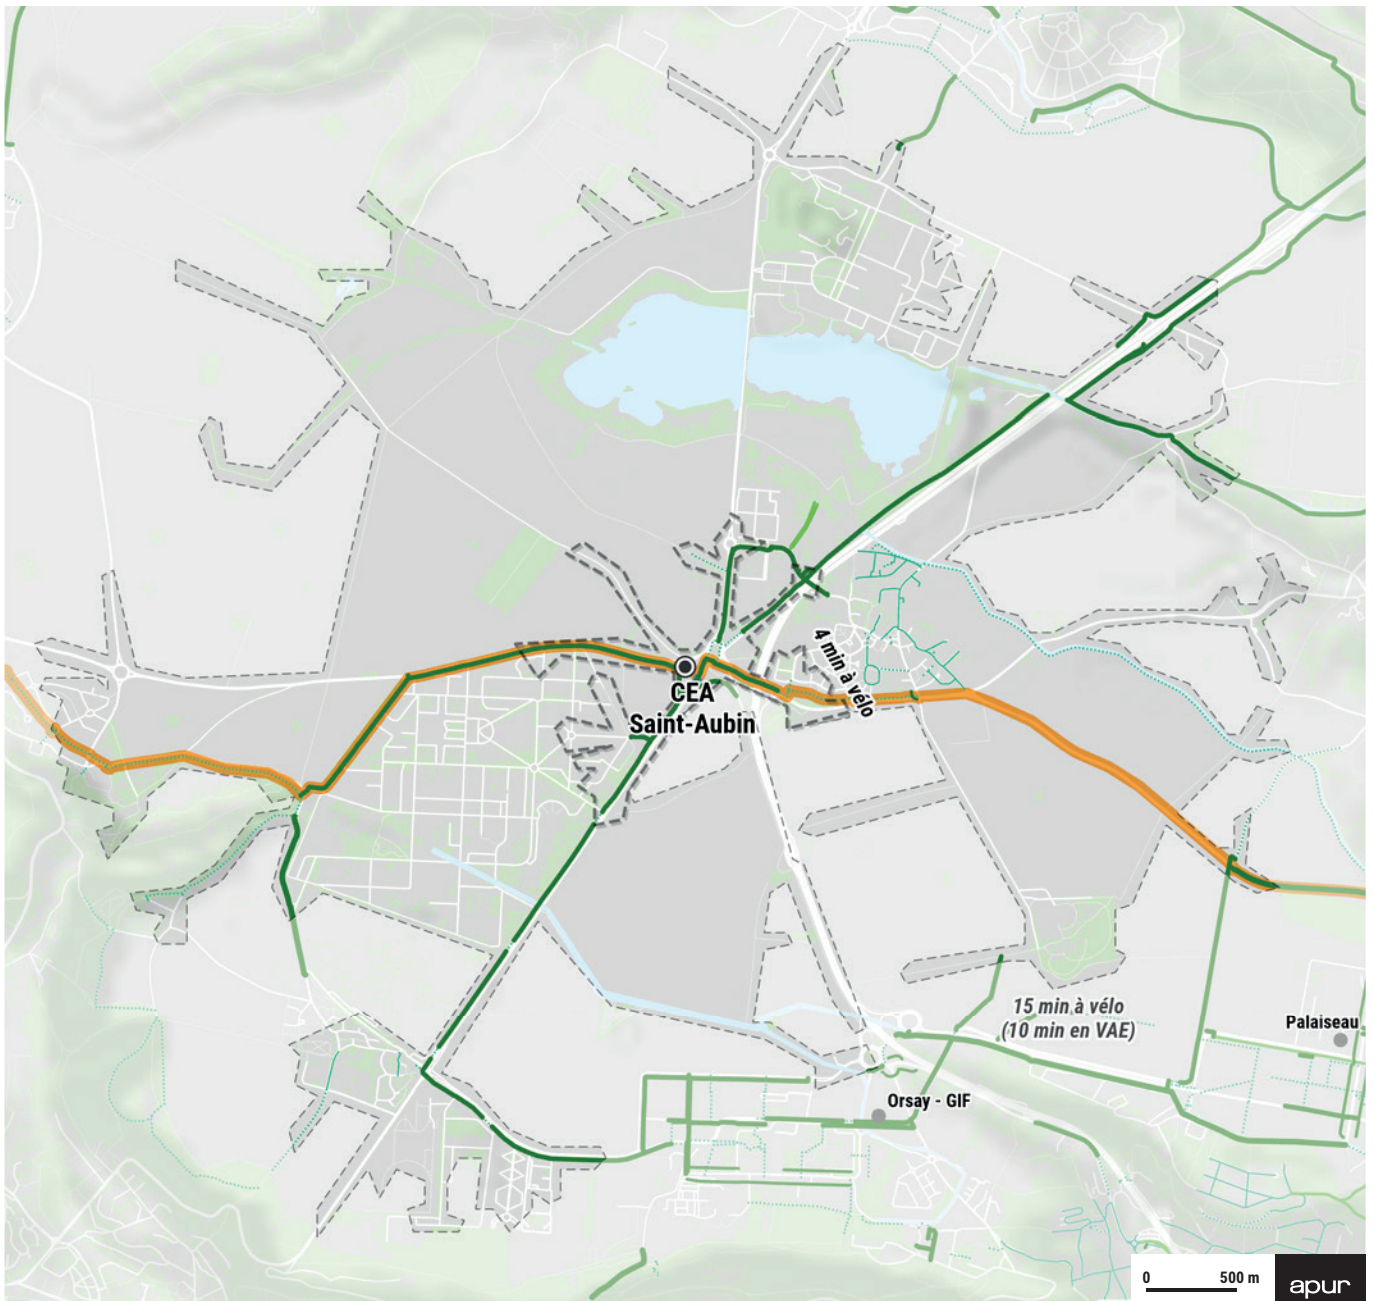 4 min à vélo
CEA
Saint-Aubin
15 min à vélo
(10 min en VAE)
Palaiseau
Orsay - GIF
0 500 m
apur